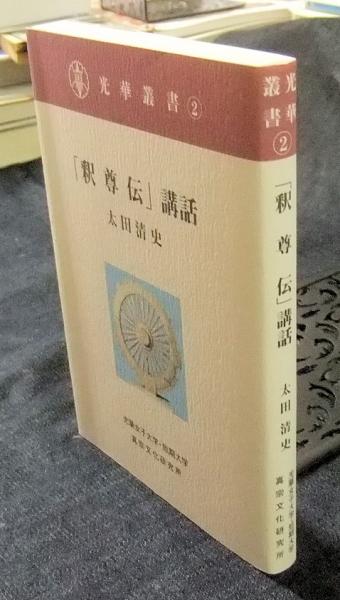 光華叢書②
「釈尊伝」講話
太田清史
光華女子大学・短期大学
真宗文化研究所
光華叢書②
「釈尊伝」講話
太田清史
光華女子大学・短期大学
真宗文化研究所